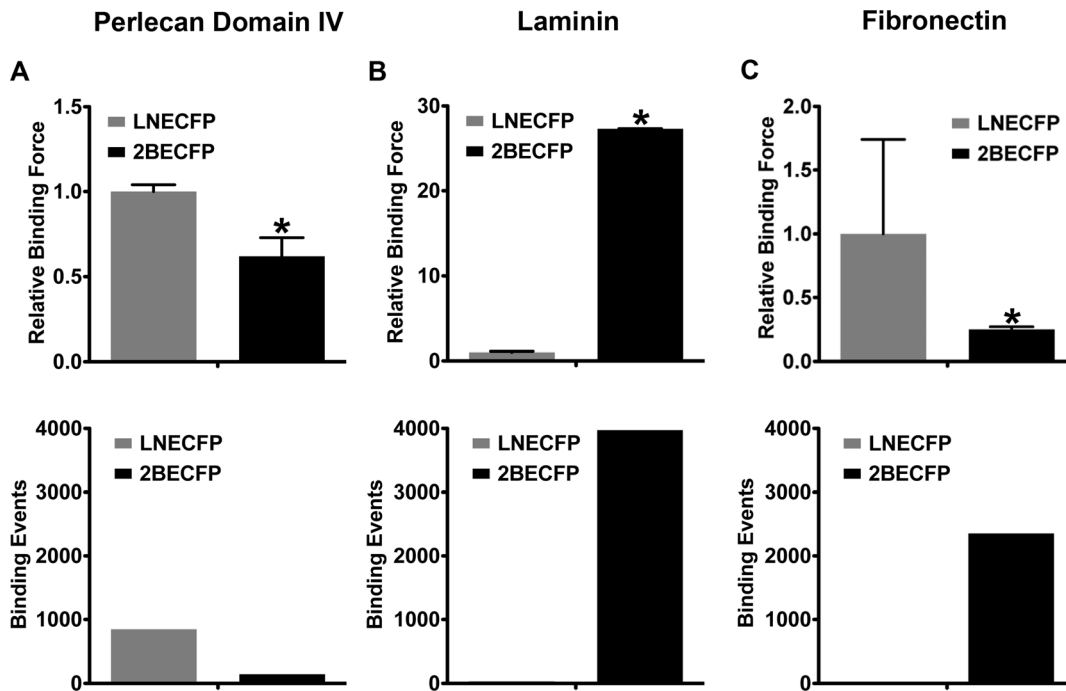 Perlecan Domain IV
Laminin
Fibronectin
A
Relative Binding Force
1.5
1.0
0.5
0.0
LNECFP
2BECFP
*
B
Relative Binding Force
30
20
10
0
LNECFP
2BECFP
*
C
Relative Binding Force
2.0
1.5
1.0
0.5
0.0
LNECFP
2BECFP
*
Binding Events
4000
3000
2000
1000
0
LNECFP
2BECFP
Binding Events
4000
3000
2000
1000
0
LNECFP
2BECFP
Binding Events
4000
3000
2000
1000
0
LNECFP
2BECFP